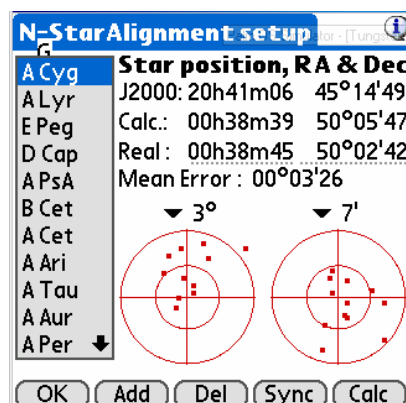 N-StarAlignment setup
ator - [Tungs
G
A Cyg
A Lyr
E Peg
D Cap
A PsA
B Cet
A Cet
A Ari
A Tau
A Aur
A Per
Star position, RA & Dec
J2000: 20h41m06 45°14'49
Calc.: 00h38m39 50°05'47
Real : 00h38m45 50°02'42
Mean Error : 00°03'26
3° 7'
OK Add Del Sync Calc